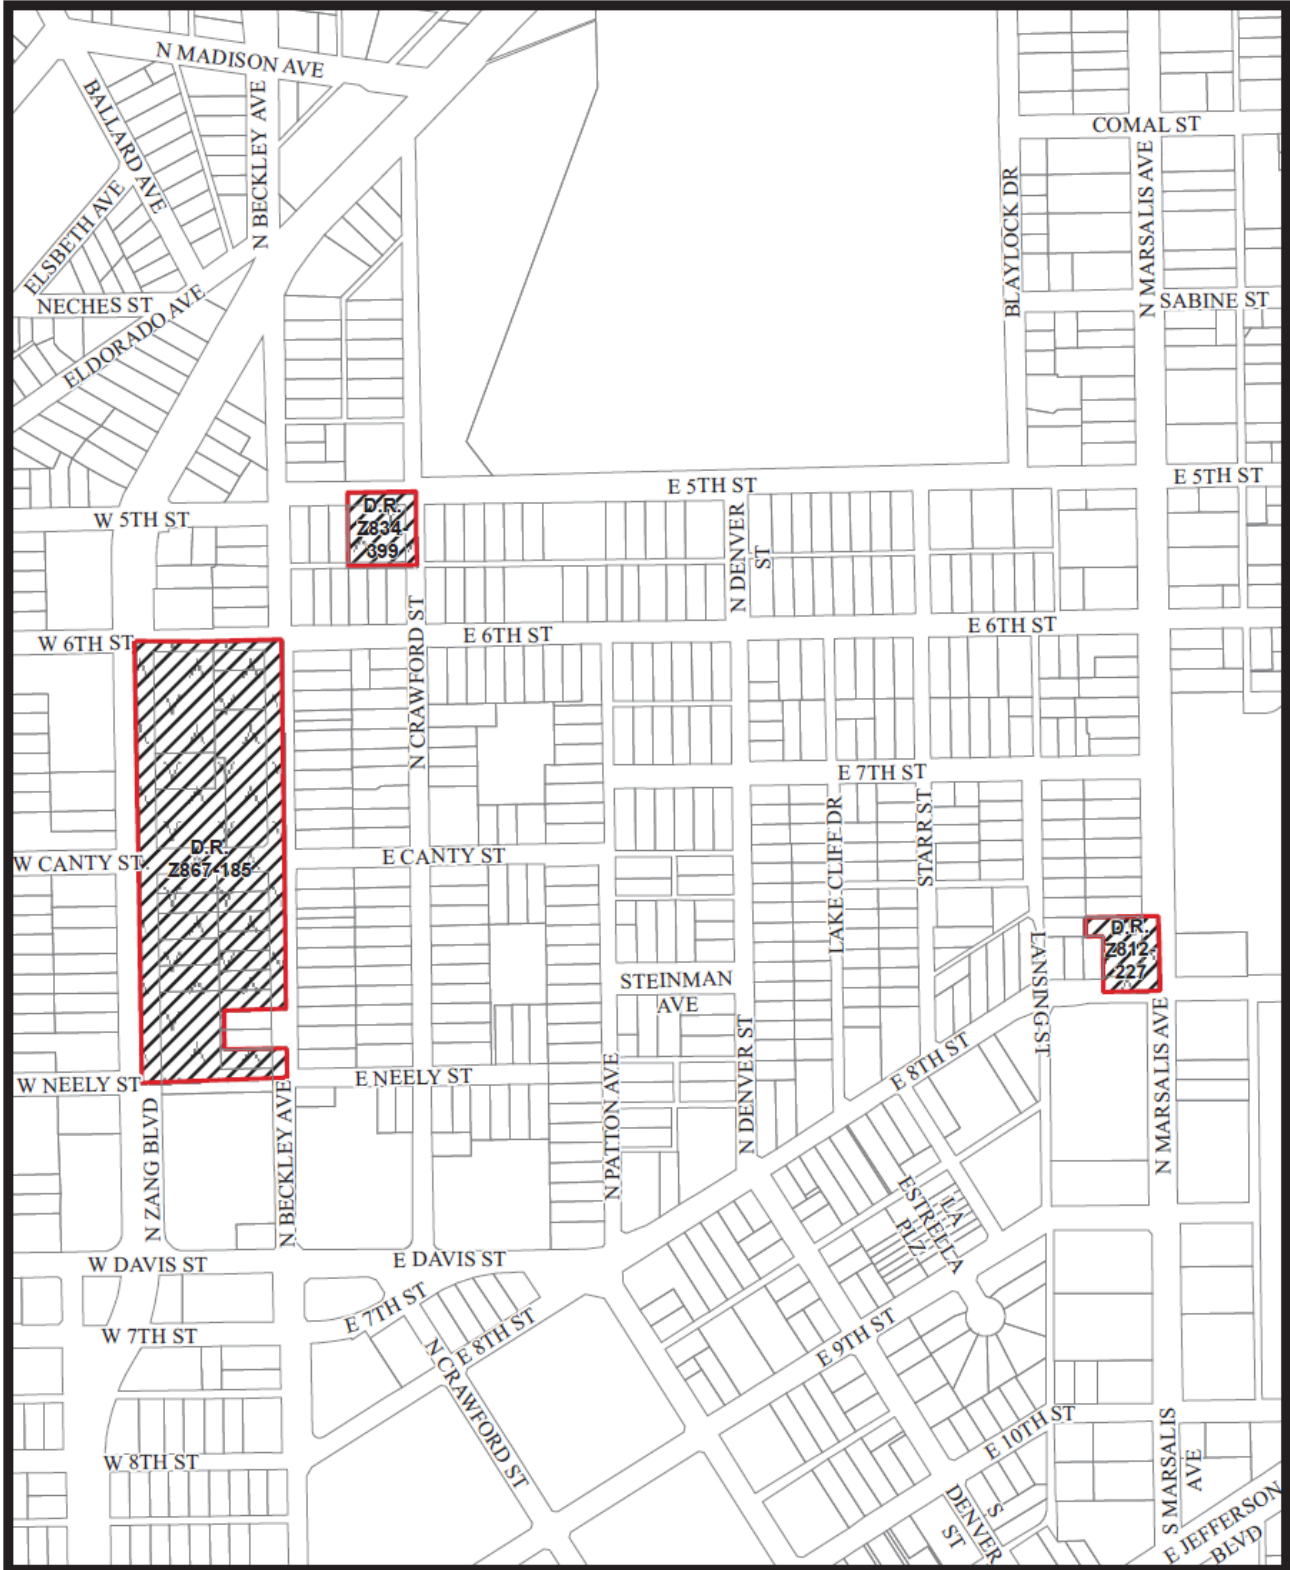 N MADISON AVE
BALLARD AVE
N BECKLEY AVE
COMAL ST
N MARSALIS AVE
BLAYLOCK DR
ELSBETH AVE
NECHES ST
ELDORADO AVE
SABINE ST
E 5TH ST
E 5TH ST
W 5TH ST
D.R.
Z834-
399
N DENVER
ST
W 6TH ST
E 6TH ST
E 6TH ST
N CRAWFORD ST
E 7TH ST
LAKE CLIFF DR
STARR ST
D.R.
Z867-185
W CANTY ST
E CANTY ST
D.R.
Z812-
227
LANSING ST
STEINMAN
AVE
N DENVER ST
N MARSALIS AVE
E 8TH ST
W NEELY ST
E NEELY ST
N PATTON AVE
N ZANG BLVD
N BECKLEY AVE
LA
ESTRELLA
PLZ
W DAVIS ST
E DAVIS ST
E 7TH ST
E 8TH ST
W 7TH ST
N CRAWFORD ST
E 9TH ST
E 10TH ST
W 8TH ST
S MARSALIS
AVE
S
DENVER
ST
E JEFFERSON
BLVD